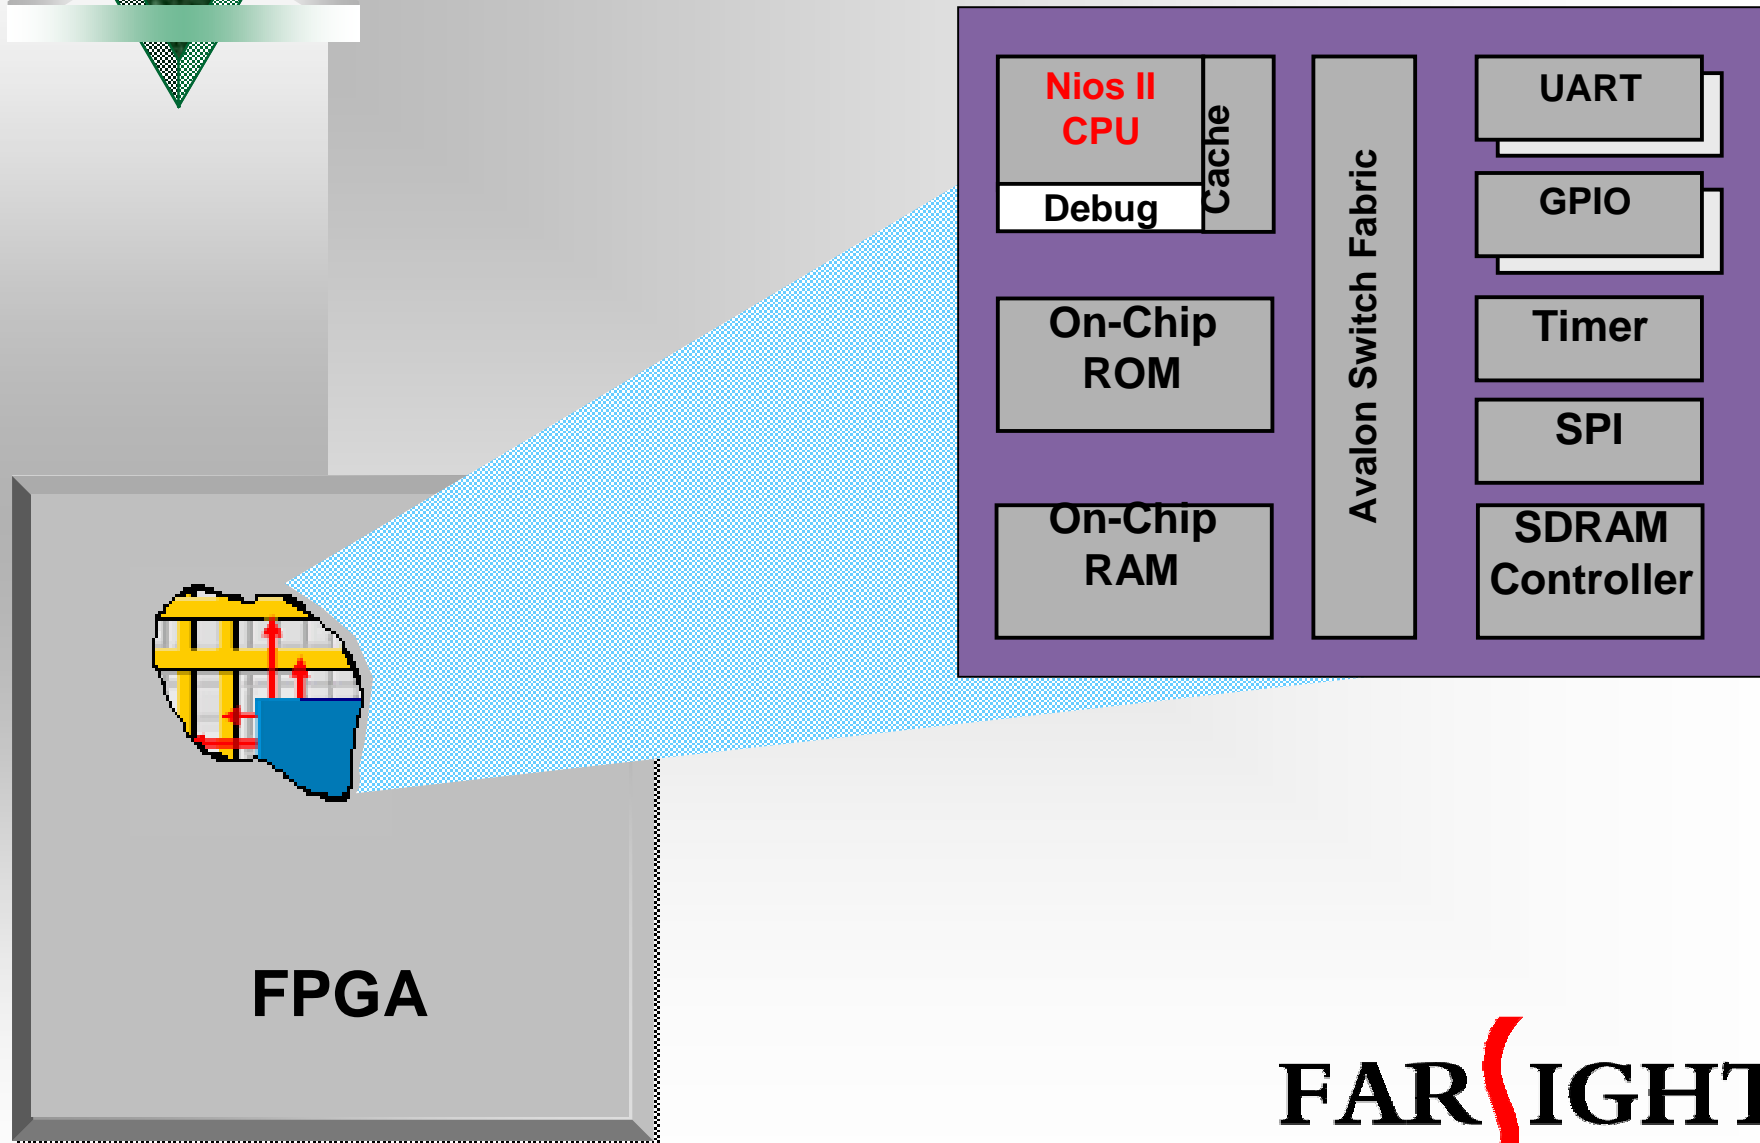 Nios II
CPU
Debug
Cache
On-Chip
ROM
On-Chip
RAM
Avalon Switch Fabric
UART
GPIO
Timer
SPI
SDRAM
Controller
FPGA
FARSIGHT